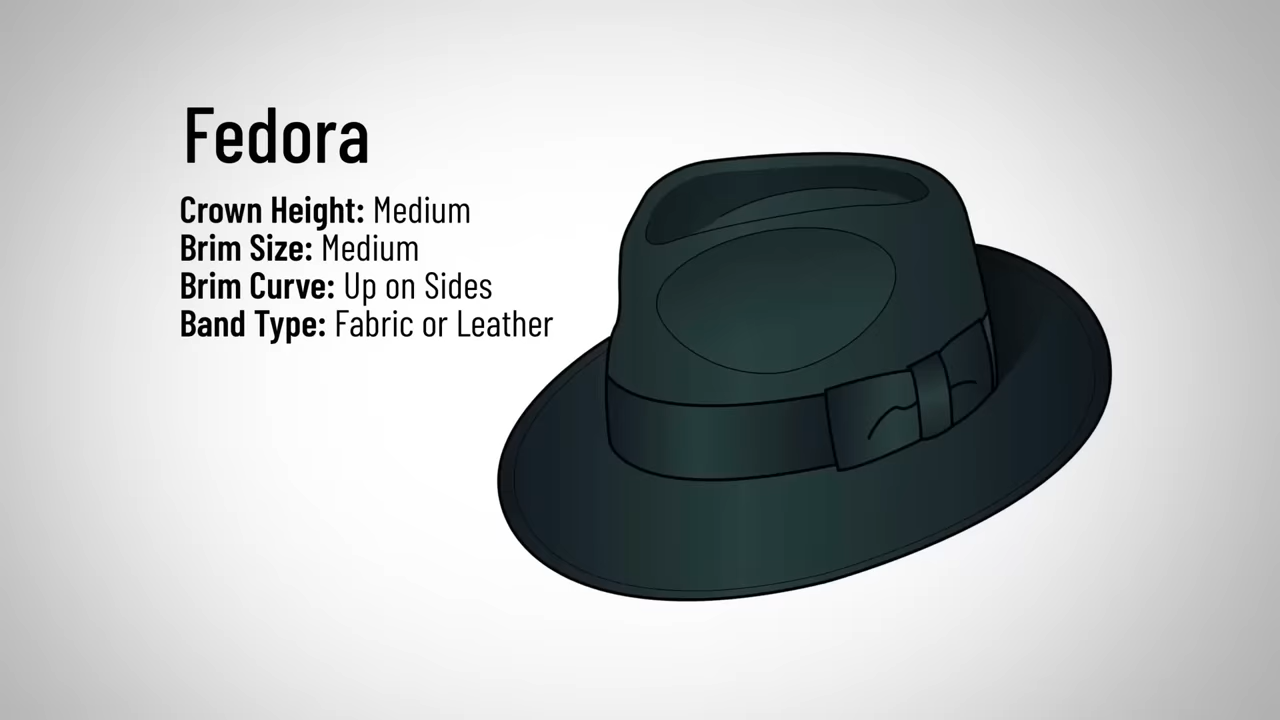 Fedora
Crown Height: Medium
Brim Size: Medium
Brim Curve: Up on Sides
Band Type: Fabric or Leather